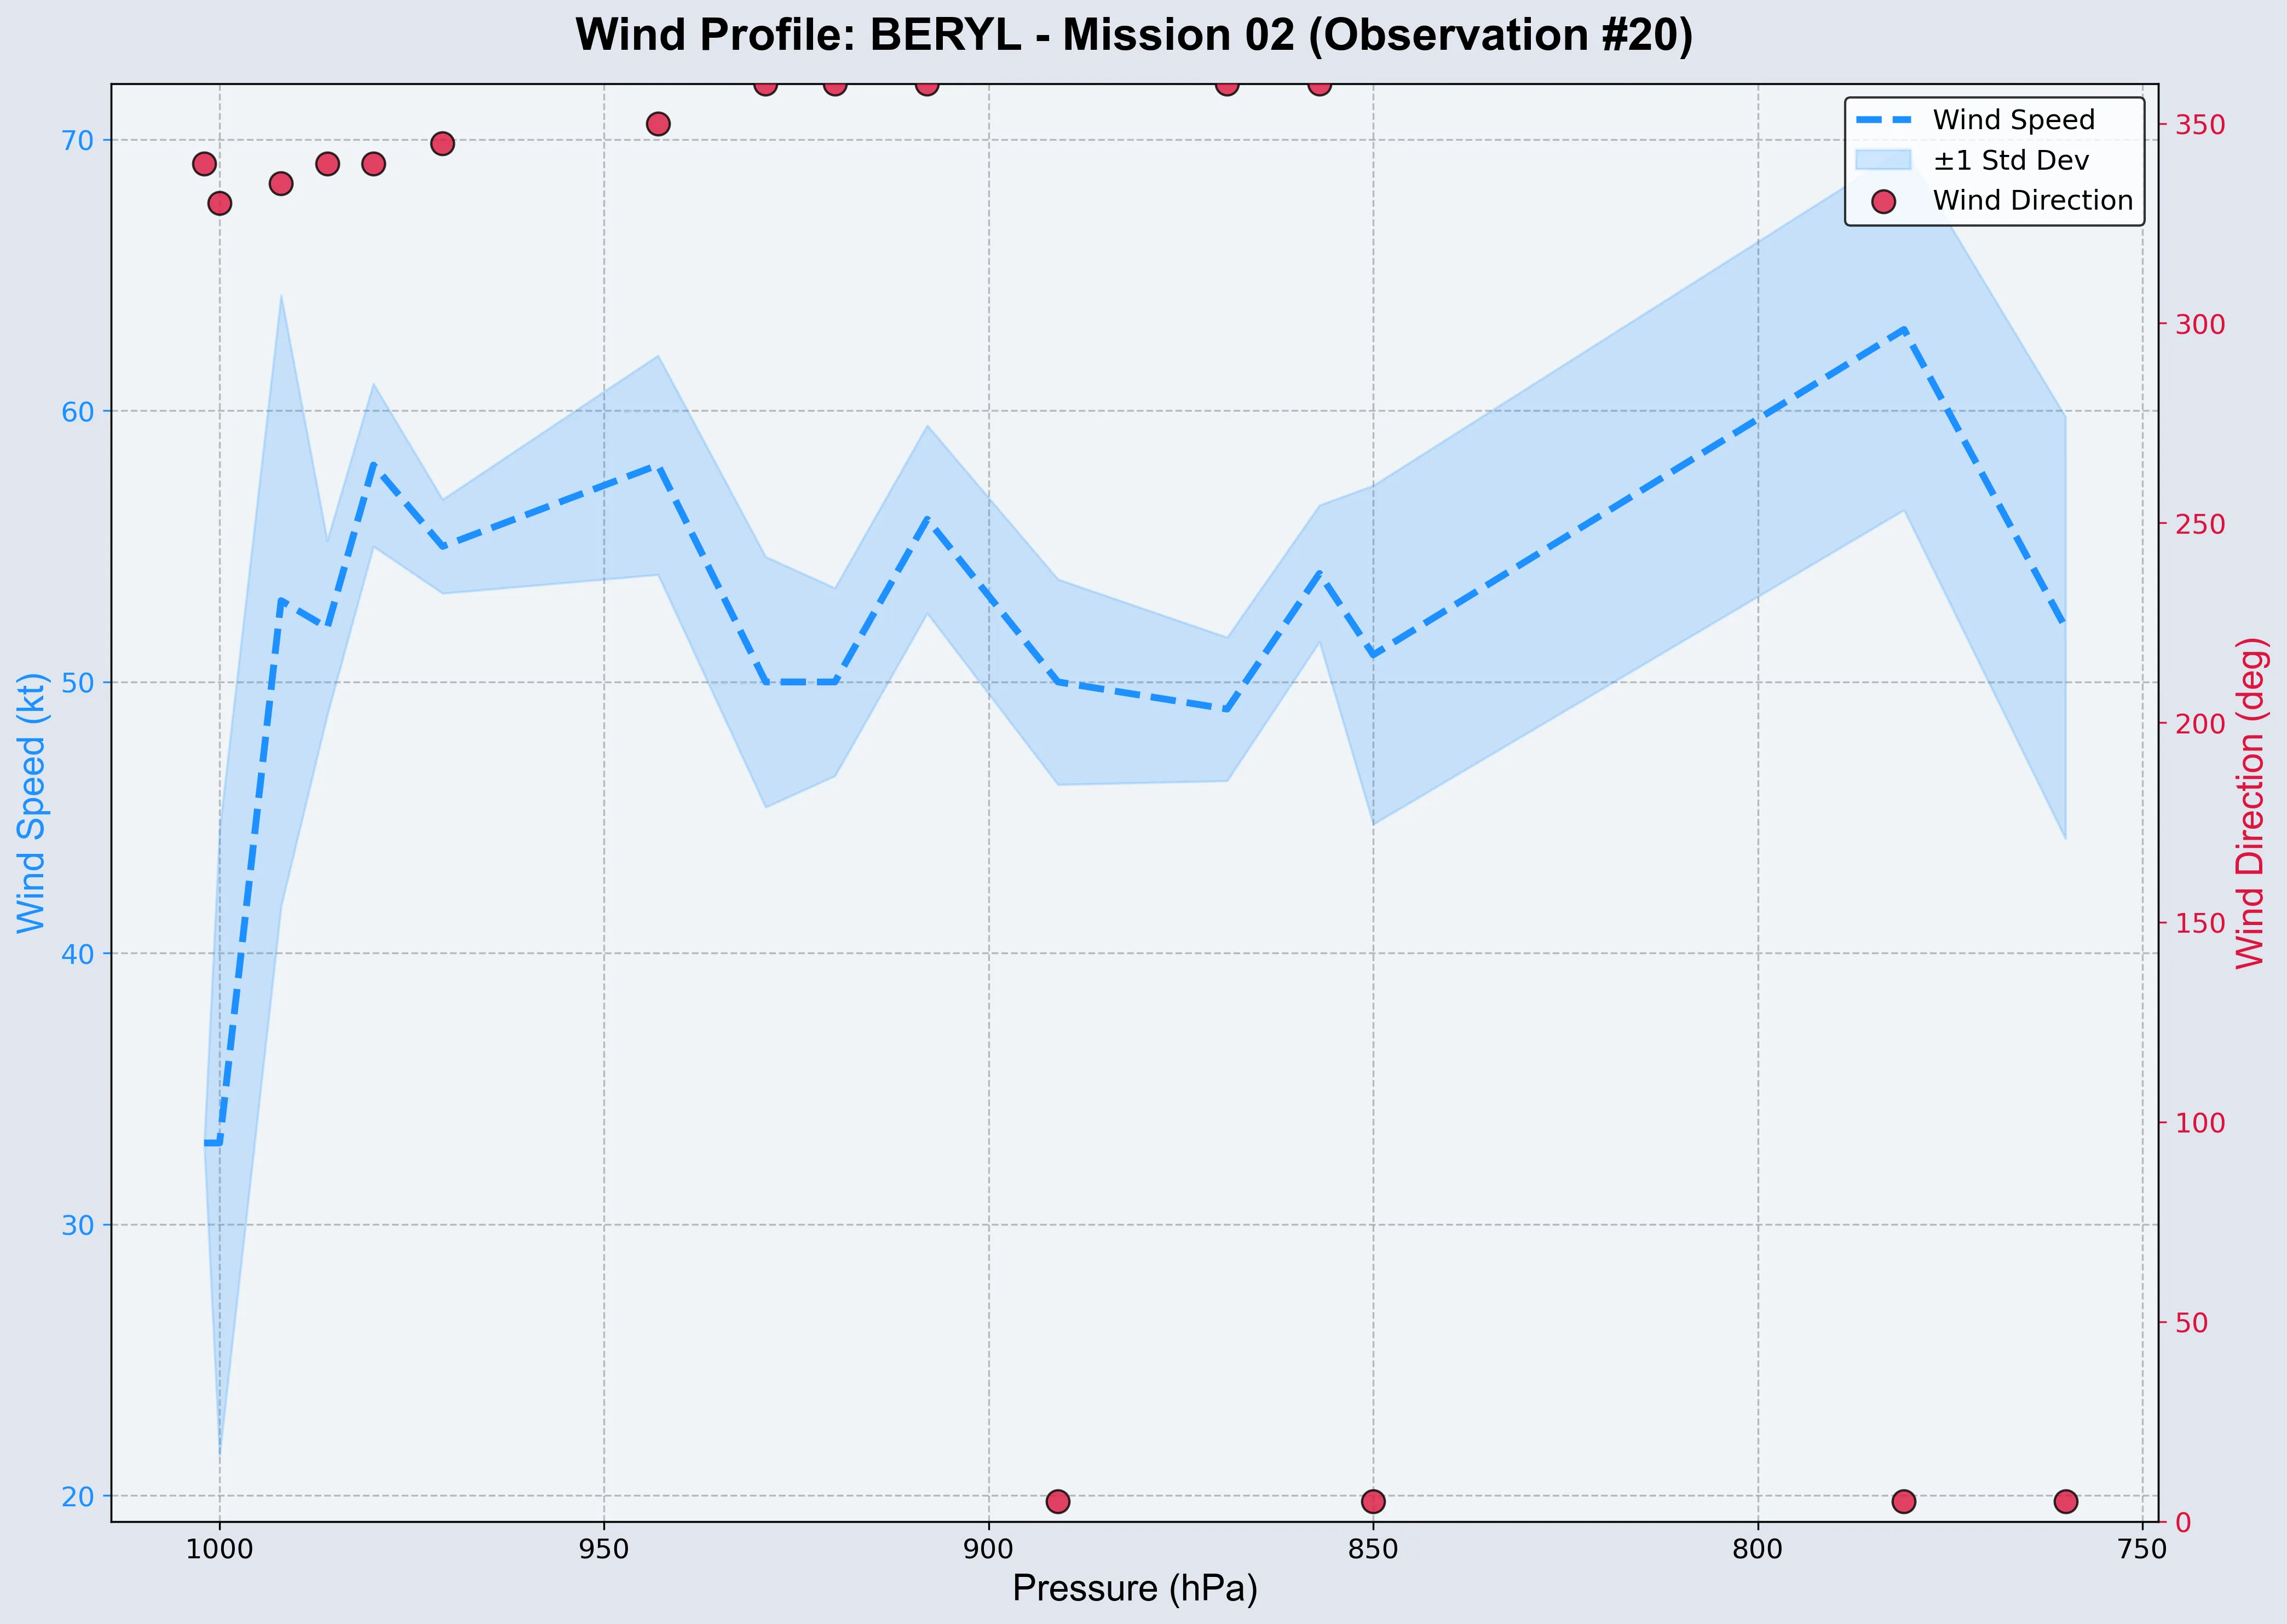 Wind Profile: BERYL - Mission 02 (Observation #20)
Wind Speed
±1 Std Dev
Wind Direction
70
60
50
40
30
20
Wind Speed (kt)
350
300
250
200
150
100
50
0
Wind Direction (deg)
1000 950 900 850 800 750
Pressure (hPa)